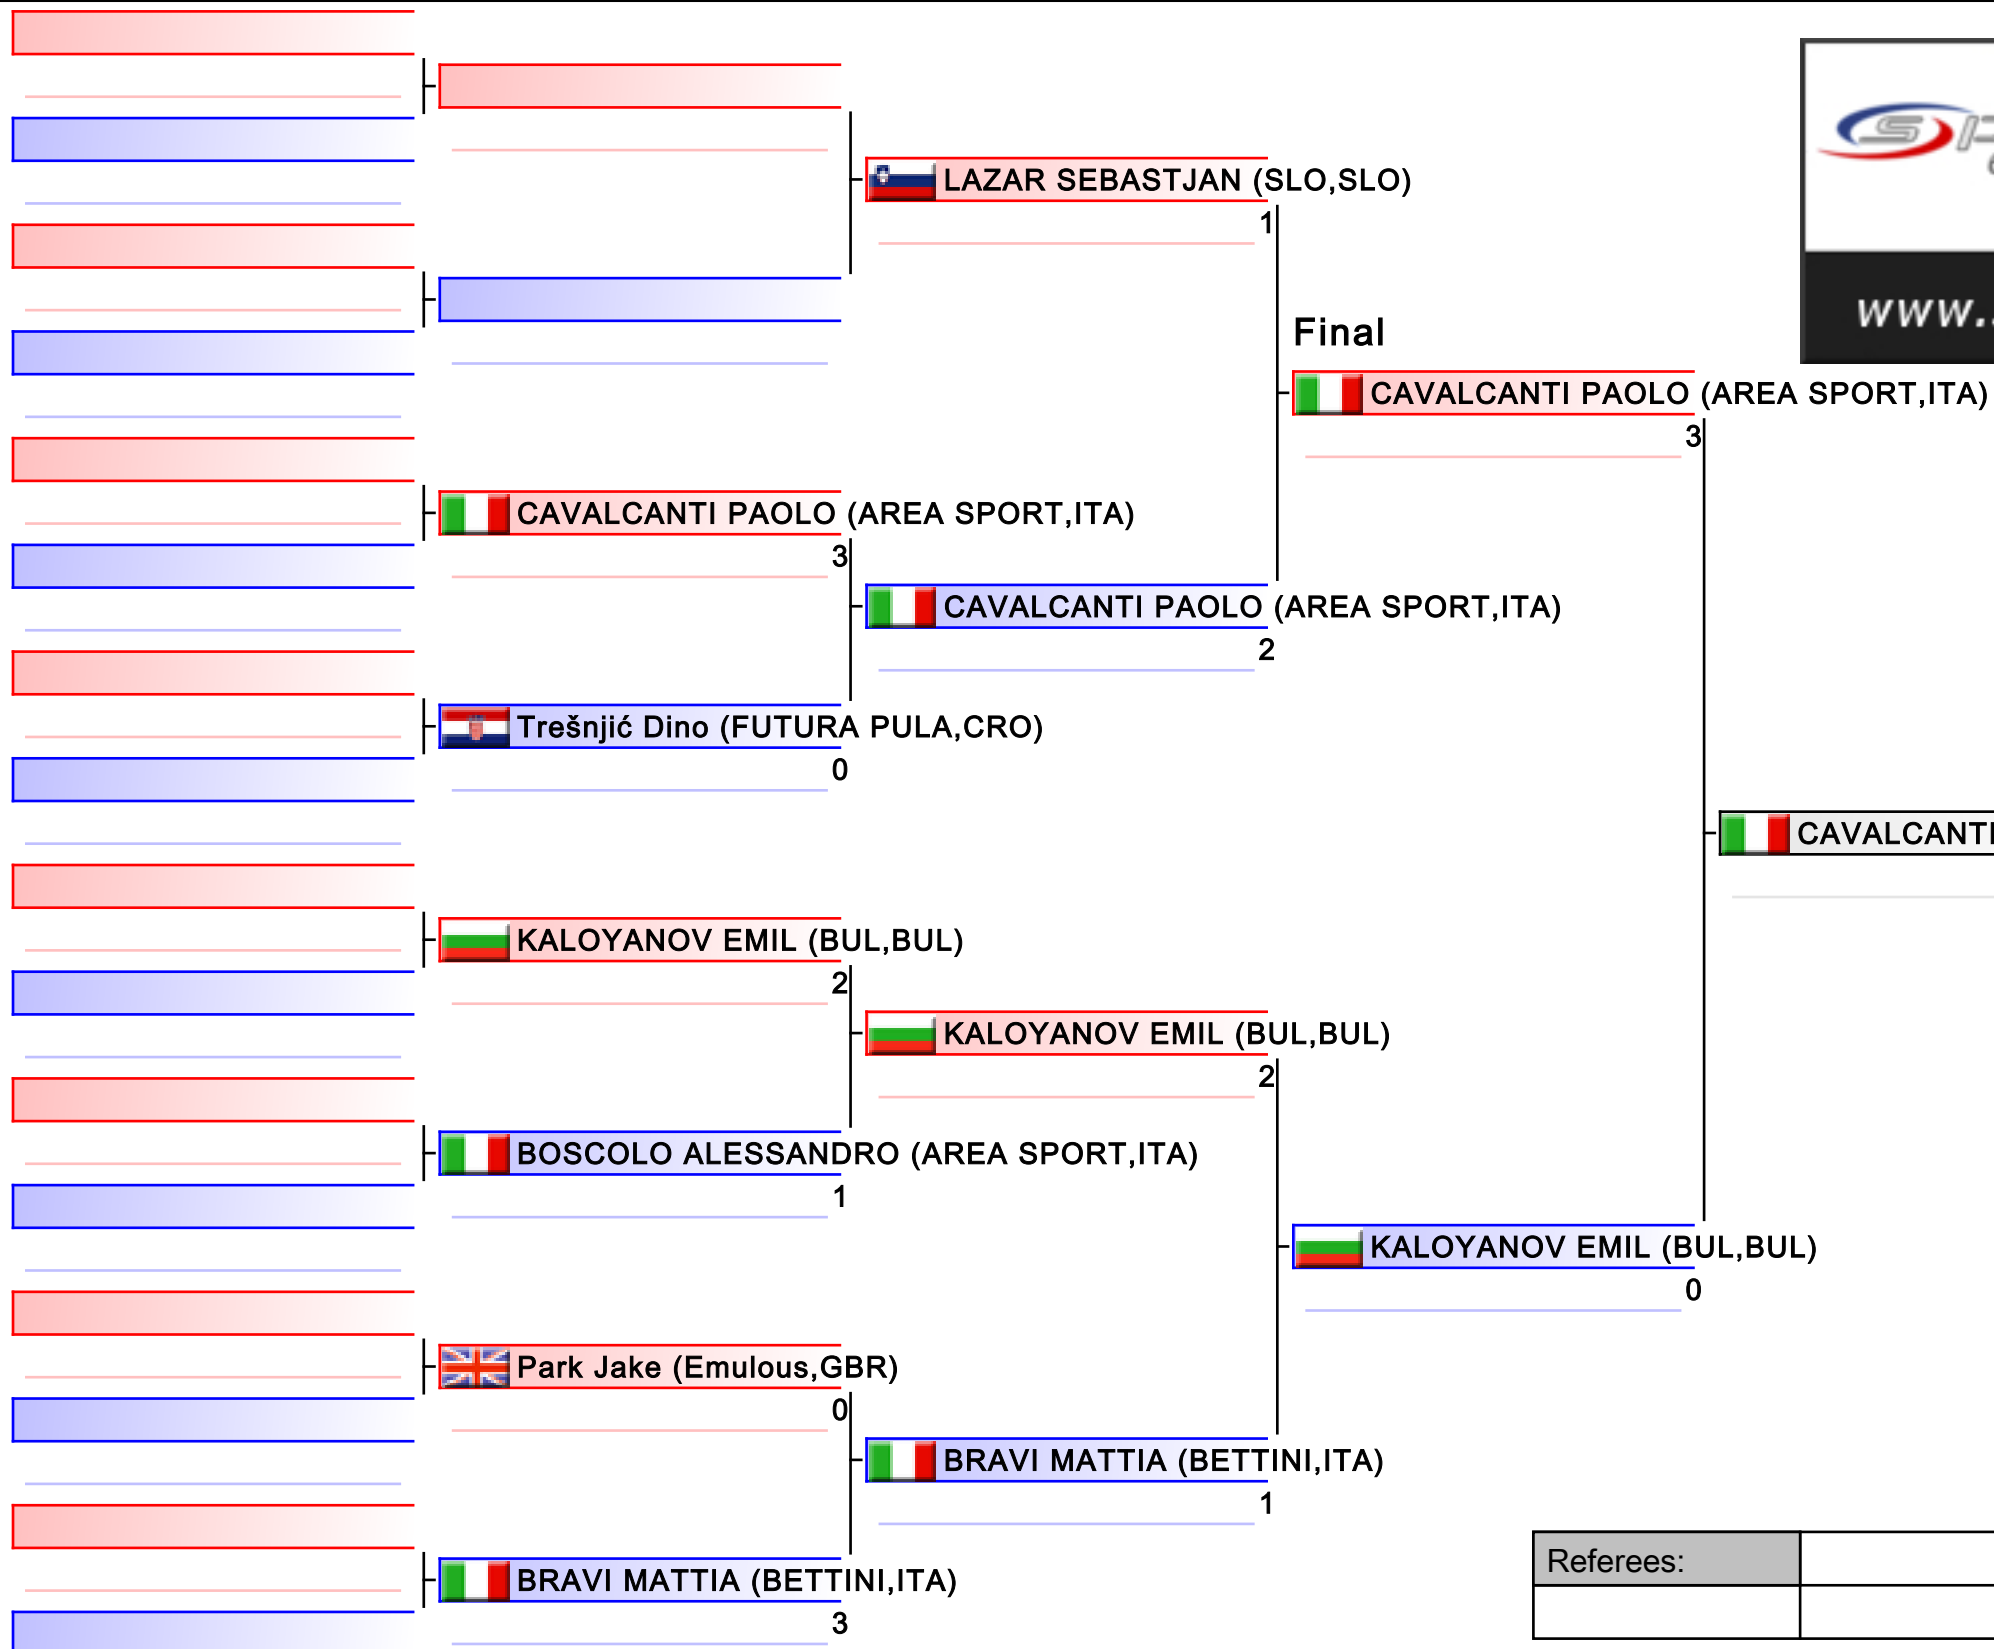 LAZAR SEBASTJAN (SLO,SLO)
1
Final
www.
CAVALCANTI PAOLO (AREA SPORT,ITA)
3
CAVALCANTI PAOLO (AREA SPORT,ITA)
3
CAVALCANTI PAOLO (AREA SPORT,ITA)
2
Trešnjić Dino (FUTURA PULA,CRO)
0
CAVALCANTI
KALOYANOV EMIL (BUL,BUL)
2
KALOYANOV EMIL (BUL,BUL)
2
BOSCOLO ALESSANDRO (AREA SPORT,ITA)
1
KALOYANOV EMIL (BUL,BUL)
0
Park Jake (Emulous,GBR)
0
BRAVI MATTIA (BETTINI,ITA)
1
Referees:
BRAVI MATTIA (BETTINI,ITA)
3